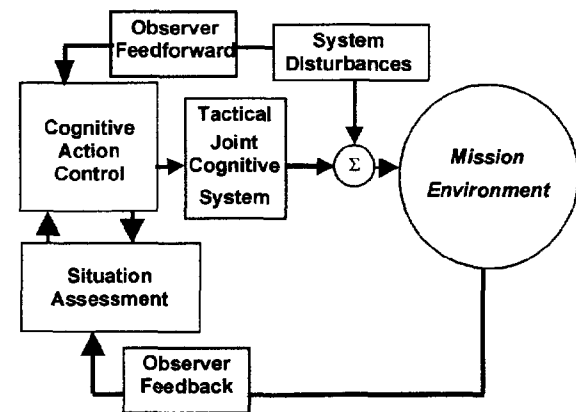 Observer
Feedforward
System
Disturbances
Cognitive
Action
Control
Tactical
Joint
Cognitive
System
Σ
Mission
Environment
Situation
Assessment
Observer
Feedback